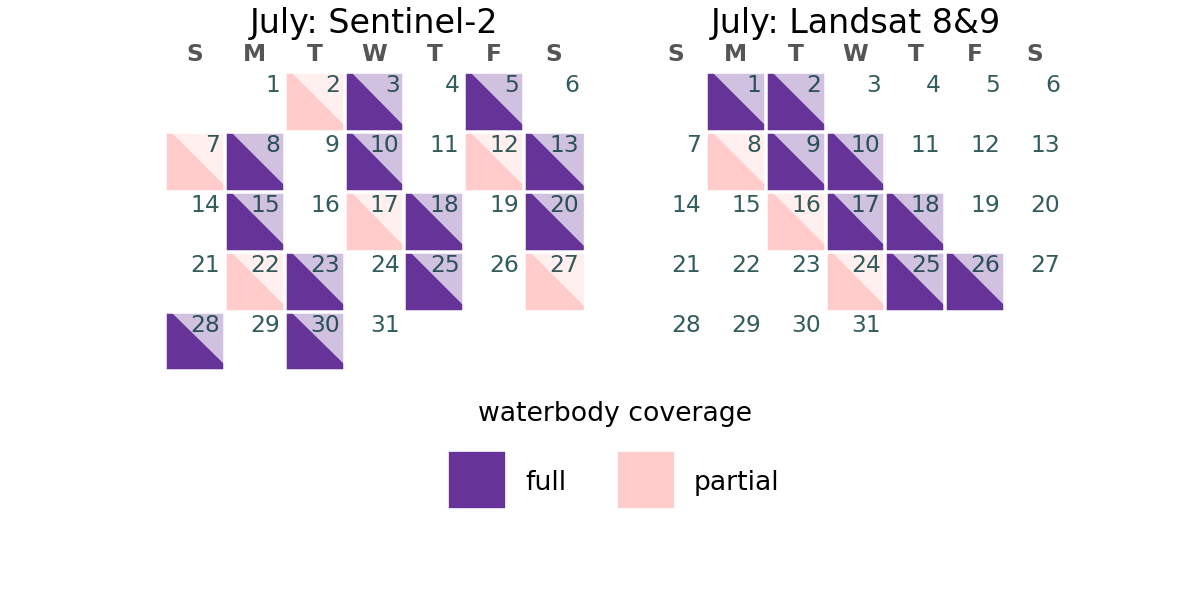 July: Sentinel-2
S M T W T F S
1 2 3 4 5 6
7 8 9 10 11 12 13
14 15 16 17 18 19 20
21 22 23 24 25 26 27
28 29 30 31
July: Landsat 8&9
S M T W T F S
1 2 3 4 5 6
7 8 9 10 11 12 13
14 15 16 17 18 19 20
21 22 23 24 25 26 27
28 29 30 31
waterbody coverage
full partial